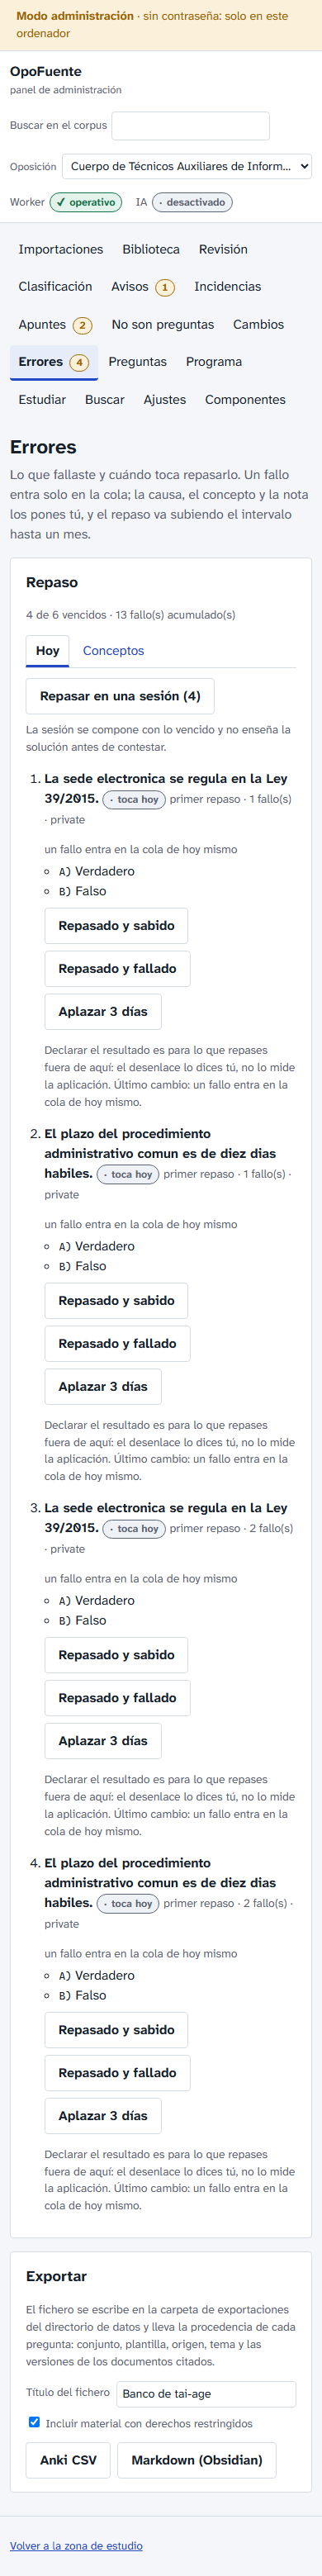 Modo administración · sin contraseña: solo en este
ordenador
OpoFuente
panel de administración
Buscar en el corpus
Oposición Cuerpo de Técnicos Auxiliares de Inform...
Worker ✓ operativo IA · desactivado
Importaciones Biblioteca Revisión
Clasificación Avisos 1 Incidencias
Apuntes 2 No son preguntas Cambios
Errores 4 Preguntas Programa
Estudiar Buscar Ajustes Componentes
Errores
Lo que fallaste y cuándo toca repasarlo. Un fallo
entra solo en la cola; la causa, el concepto y la nota
los pones tú, y el repaso va subiendo el intervalo
hasta un mes.
Repaso
4 de 6 vencidos · 13 fallo(s) acumulado(s)
Hoy Conceptos
Repasar en una sesión (4)
La sesión se compone con lo vencido y no enseña la
solución antes de contestar.
1. La sede electronica se regula en la Ley
39/2015. · toca hoy primer repaso · 1 fallo(s)
· private
un fallo entra en la cola de hoy mismo
A) Verdadero
B) Falso
Repasado y sabido
Repasado y fallado
Aplazar 3 días
Declarar el resultado es para lo que repases
fuera de aquí: el desenlace lo dices tú, no lo mide
la aplicación. Último cambio: un fallo entra en la
cola de hoy mismo.
2. El plazo del procedimiento
administrativo comun es de diez dias
habiles. · toca hoy primer repaso · 1 fallo(s) ·
private
un fallo entra en la cola de hoy mismo
A) Verdadero
B) Falso
Repasado y sabido
Repasado y fallado
Aplazar 3 días
Declarar el resultado es para lo que repases
fuera de aquí: el desenlace lo dices tú, no lo mide
la aplicación. Último cambio: un fallo entra en la
cola de hoy mismo.
3. La sede electronica se regula en la Ley
39/2015. · toca hoy primer repaso · 2 fallo(s)
· private
un fallo entra en la cola de hoy mismo
A) Verdadero
B) Falso
Repasado y sabido
Repasado y fallado
Aplazar 3 días
Declarar el resultado es para lo que repases
fuera de aquí: el desenlace lo dices tú, no lo mide
la aplicación. Último cambio: un fallo entra en la
cola de hoy mismo.
4. El plazo del procedimiento
administrativo comun es de diez dias
habiles. · toca hoy primer repaso · 2 fallo(s) ·
private
un fallo entra en la cola de hoy mismo
A) Verdadero
B) Falso
Repasado y sabido
Repasado y fallado
Aplazar 3 días
Declarar el resultado es para lo que repases
fuera de aquí: el desenlace lo dices tú, no lo mide
la aplicación. Último cambio: un fallo entra en la
cola de hoy mismo.
Exportar
El fichero se escribe en la carpeta de exportaciones
del directorio de datos y lleva la procedencia de cada
pregunta: conjunto, plantilla, origen, tema y las
versiones de los documentos citados.
Título del fichero Banco de tai-age
Incluir material con derechos restringidos
Anki CSV Markdown (Obsidian)
Volver a la zona de estudio